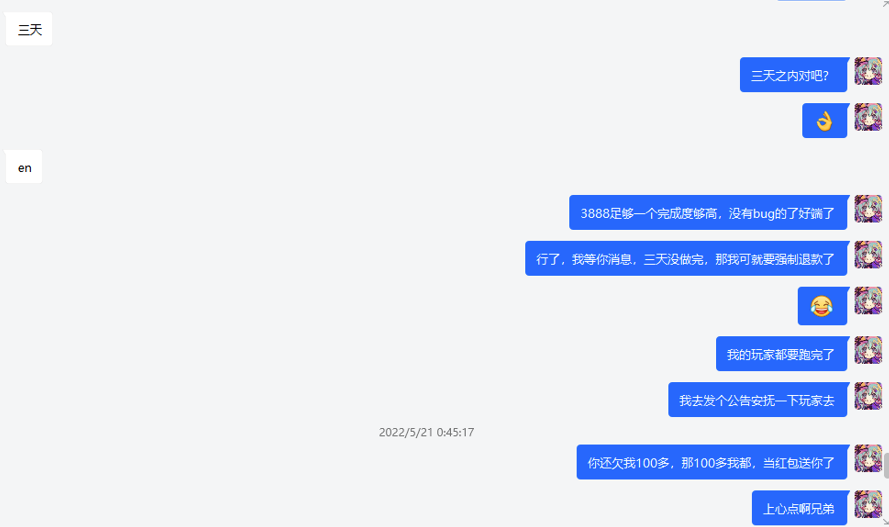 三天
三天之内对吧？
👌
en
3888足够一个完成度够高，没有bug的了好端了
行了，我等你消息，三天没做完，那我可就要强制退款了
😂
我的玩家都要跑完了
我去发个公告安抚一下玩家去
2022/5/21 0:45:17
你还欠我100多，那100多我都，当红包送你了
上心点啊兄弟